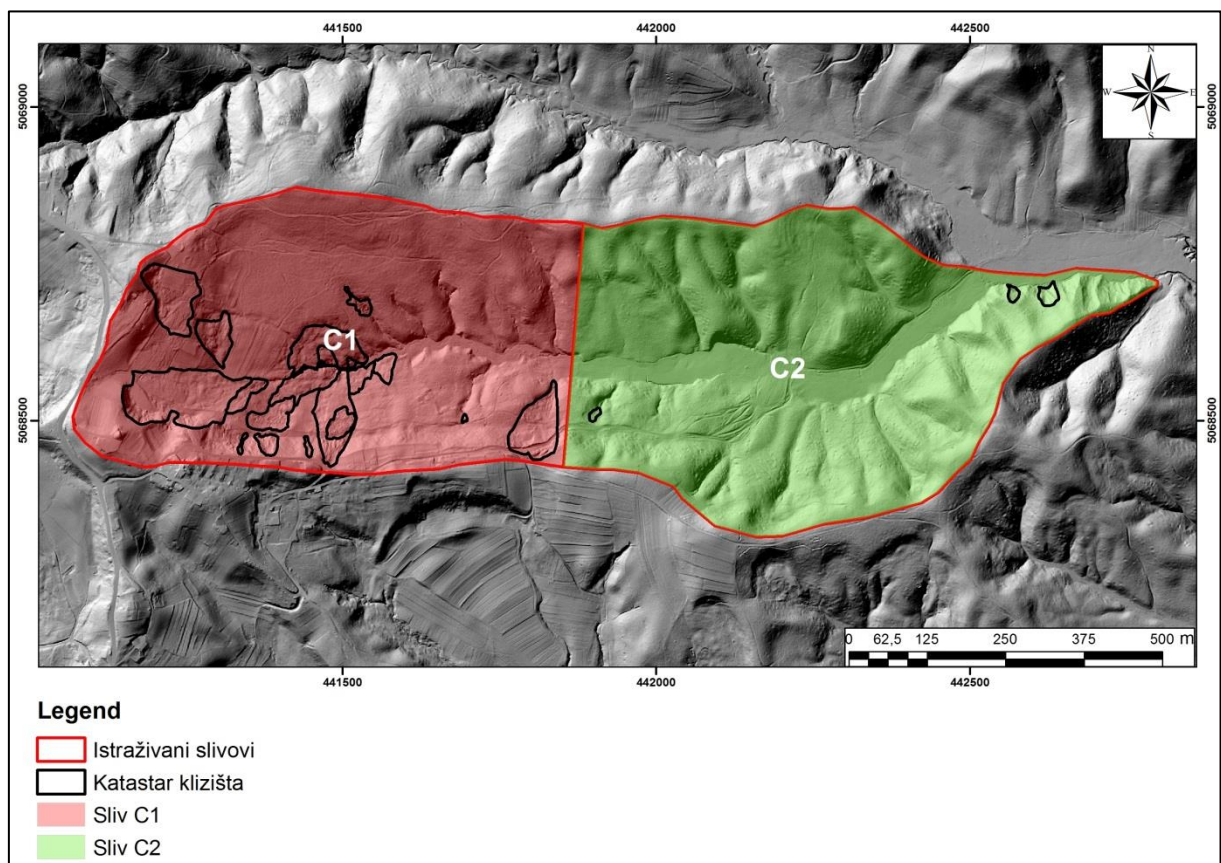 441500 442000 442500
N
W E
S
5069000 5069000
C1
C2
5068500 5068500
0 62,5 125 250 375 500 m
441500 442000 442500
Legend
Istraživani slivovi
Katastar klizišta
Sliv C1
Sliv C2